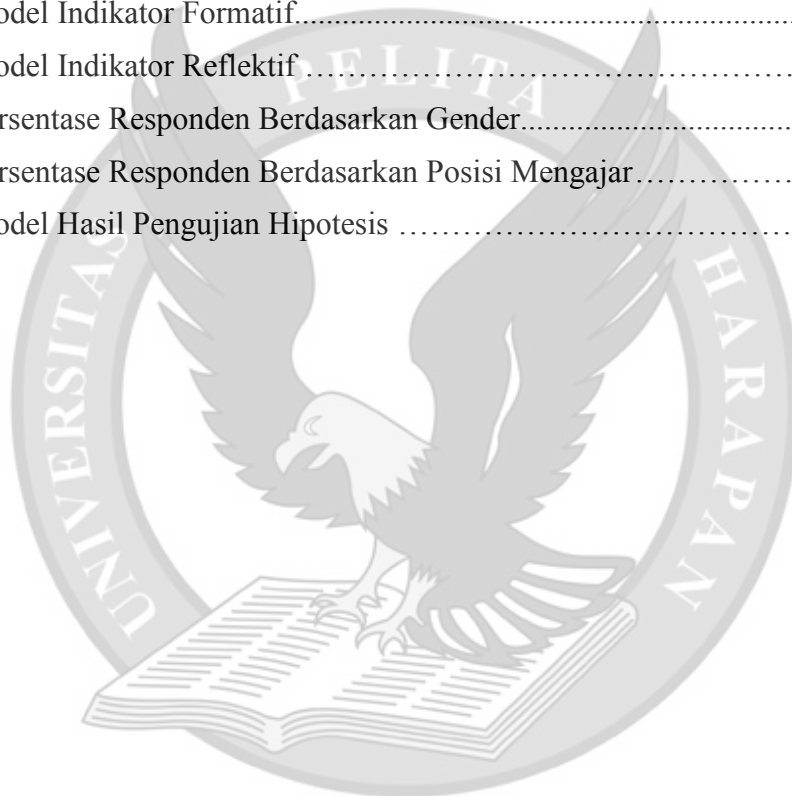 odel Indikator Formatif..................................................................
odel Indikator Reflektif ……………………………………………
rsentase Responden Berdasarkan Gender.....................................
rsentase Responden Berdasarkan Posisi Mengajar……………
odel Hasil Pengujian Hipotesis ……………………………………
UNIVERSITAS PELITA HARAPAN